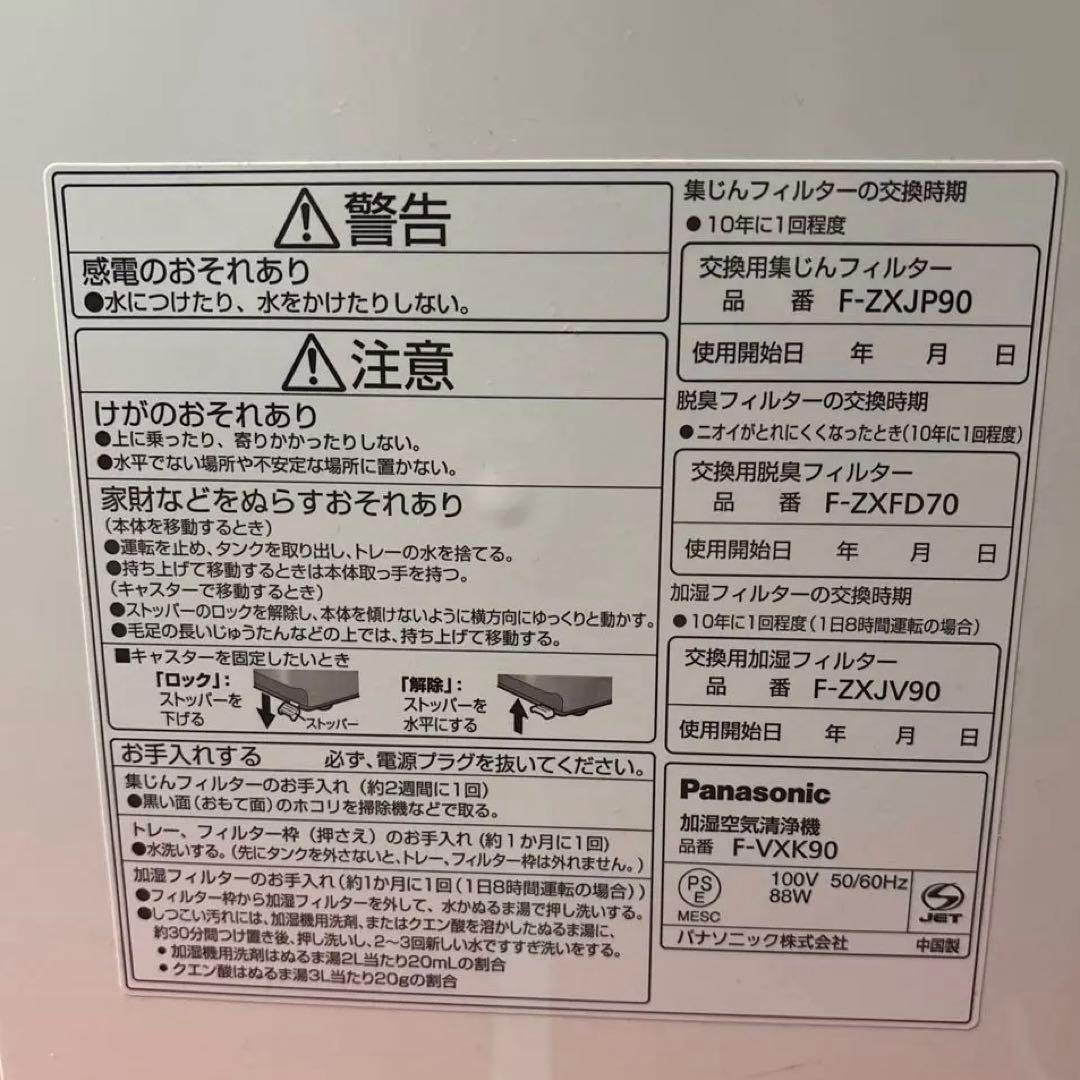 警告
感電のおそれあり
●水につけたり、水をかけたりしない。
注意
けがのおそれあり
●上に乗ったり、寄りかかったりしない。
●水平でない場所や不安定な場所に置かない。
家財などをぬらすおそれあり
(本体を移動するとき)
●運転を止め、タンクを取り出し、トレーの水を捨てる。
●持ち上げて移動するときは本体取っ手を持つ。
(キャスターで移動するとき)
●ストッパーのロックを解除し、本体を傾けないように横方向にゆっくりと動かす。
●毛足の長いじゅうたんなどの上では、持ち上げて移動する。
■キャスターを固定したいとき
「ロック」:
ストッパーを
下げる
ストッパー
「解除」:
ストッパーを
水平にする
お手入れする 必ず、電源プラグを抜いてください。
集じんフィルターのお手入れ (約2週間に1回)
●黒い面(おもて面)のホコリを掃除機などで取る。
トレー、フィルター枠(押さえ)のお手入れ(約1か月に1回)
●水洗いする。(先にタンクを外さないと、トレー、フィルター枠は外れません。)
加湿フィルターのお手入れ(約1か月に1回(1日8時間運転の場合))
●フィルター枠から加湿フィルターを外して、水かぬるま湯で押し洗いする。
●しつこい汚れには、加湿機用洗剤、またはクエン酸を溶かしたぬるま湯に、
約30分間つけ置き後、押し洗いし、2~3回新しい水ですすぎ洗いをする。
• 加湿機用洗剤はぬるま湯2L当たり20mLの割合
• クエン酸はぬるま湯3L当たり20gの割合
集じんフィルターの交換時期
●10年に1回程度
交換用集じんフィルター
品番 F-ZXJP90
使用開始日 年 月 日
脱臭フィルターの交換時期
●ニオイがとれにくくなったとき(10年に1回程度)
交換用脱臭フィルター
品番 F-ZXFD70
使用開始日 年 月 日
加湿フィルターの交換時期
●10年に1回程度(1日8時間運転の場合)
交換用加湿フィルター
品番 F-ZXJV90
使用開始日 年 月 日
Panasonic
加湿空気清浄機
品番 F-VXK90
PS
E
MESC
100V 50/60Hz
88W
JET
パナソニック株式会社 中国製